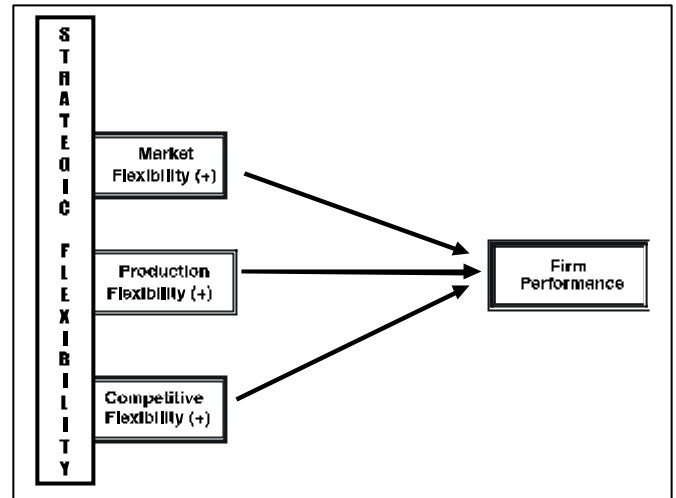 STRATEGIC FLEXIBILITY
Market
Flexibility (+)
Production
Flexibility (+)
Competitive
Flexibility (+)
Firm
Performance